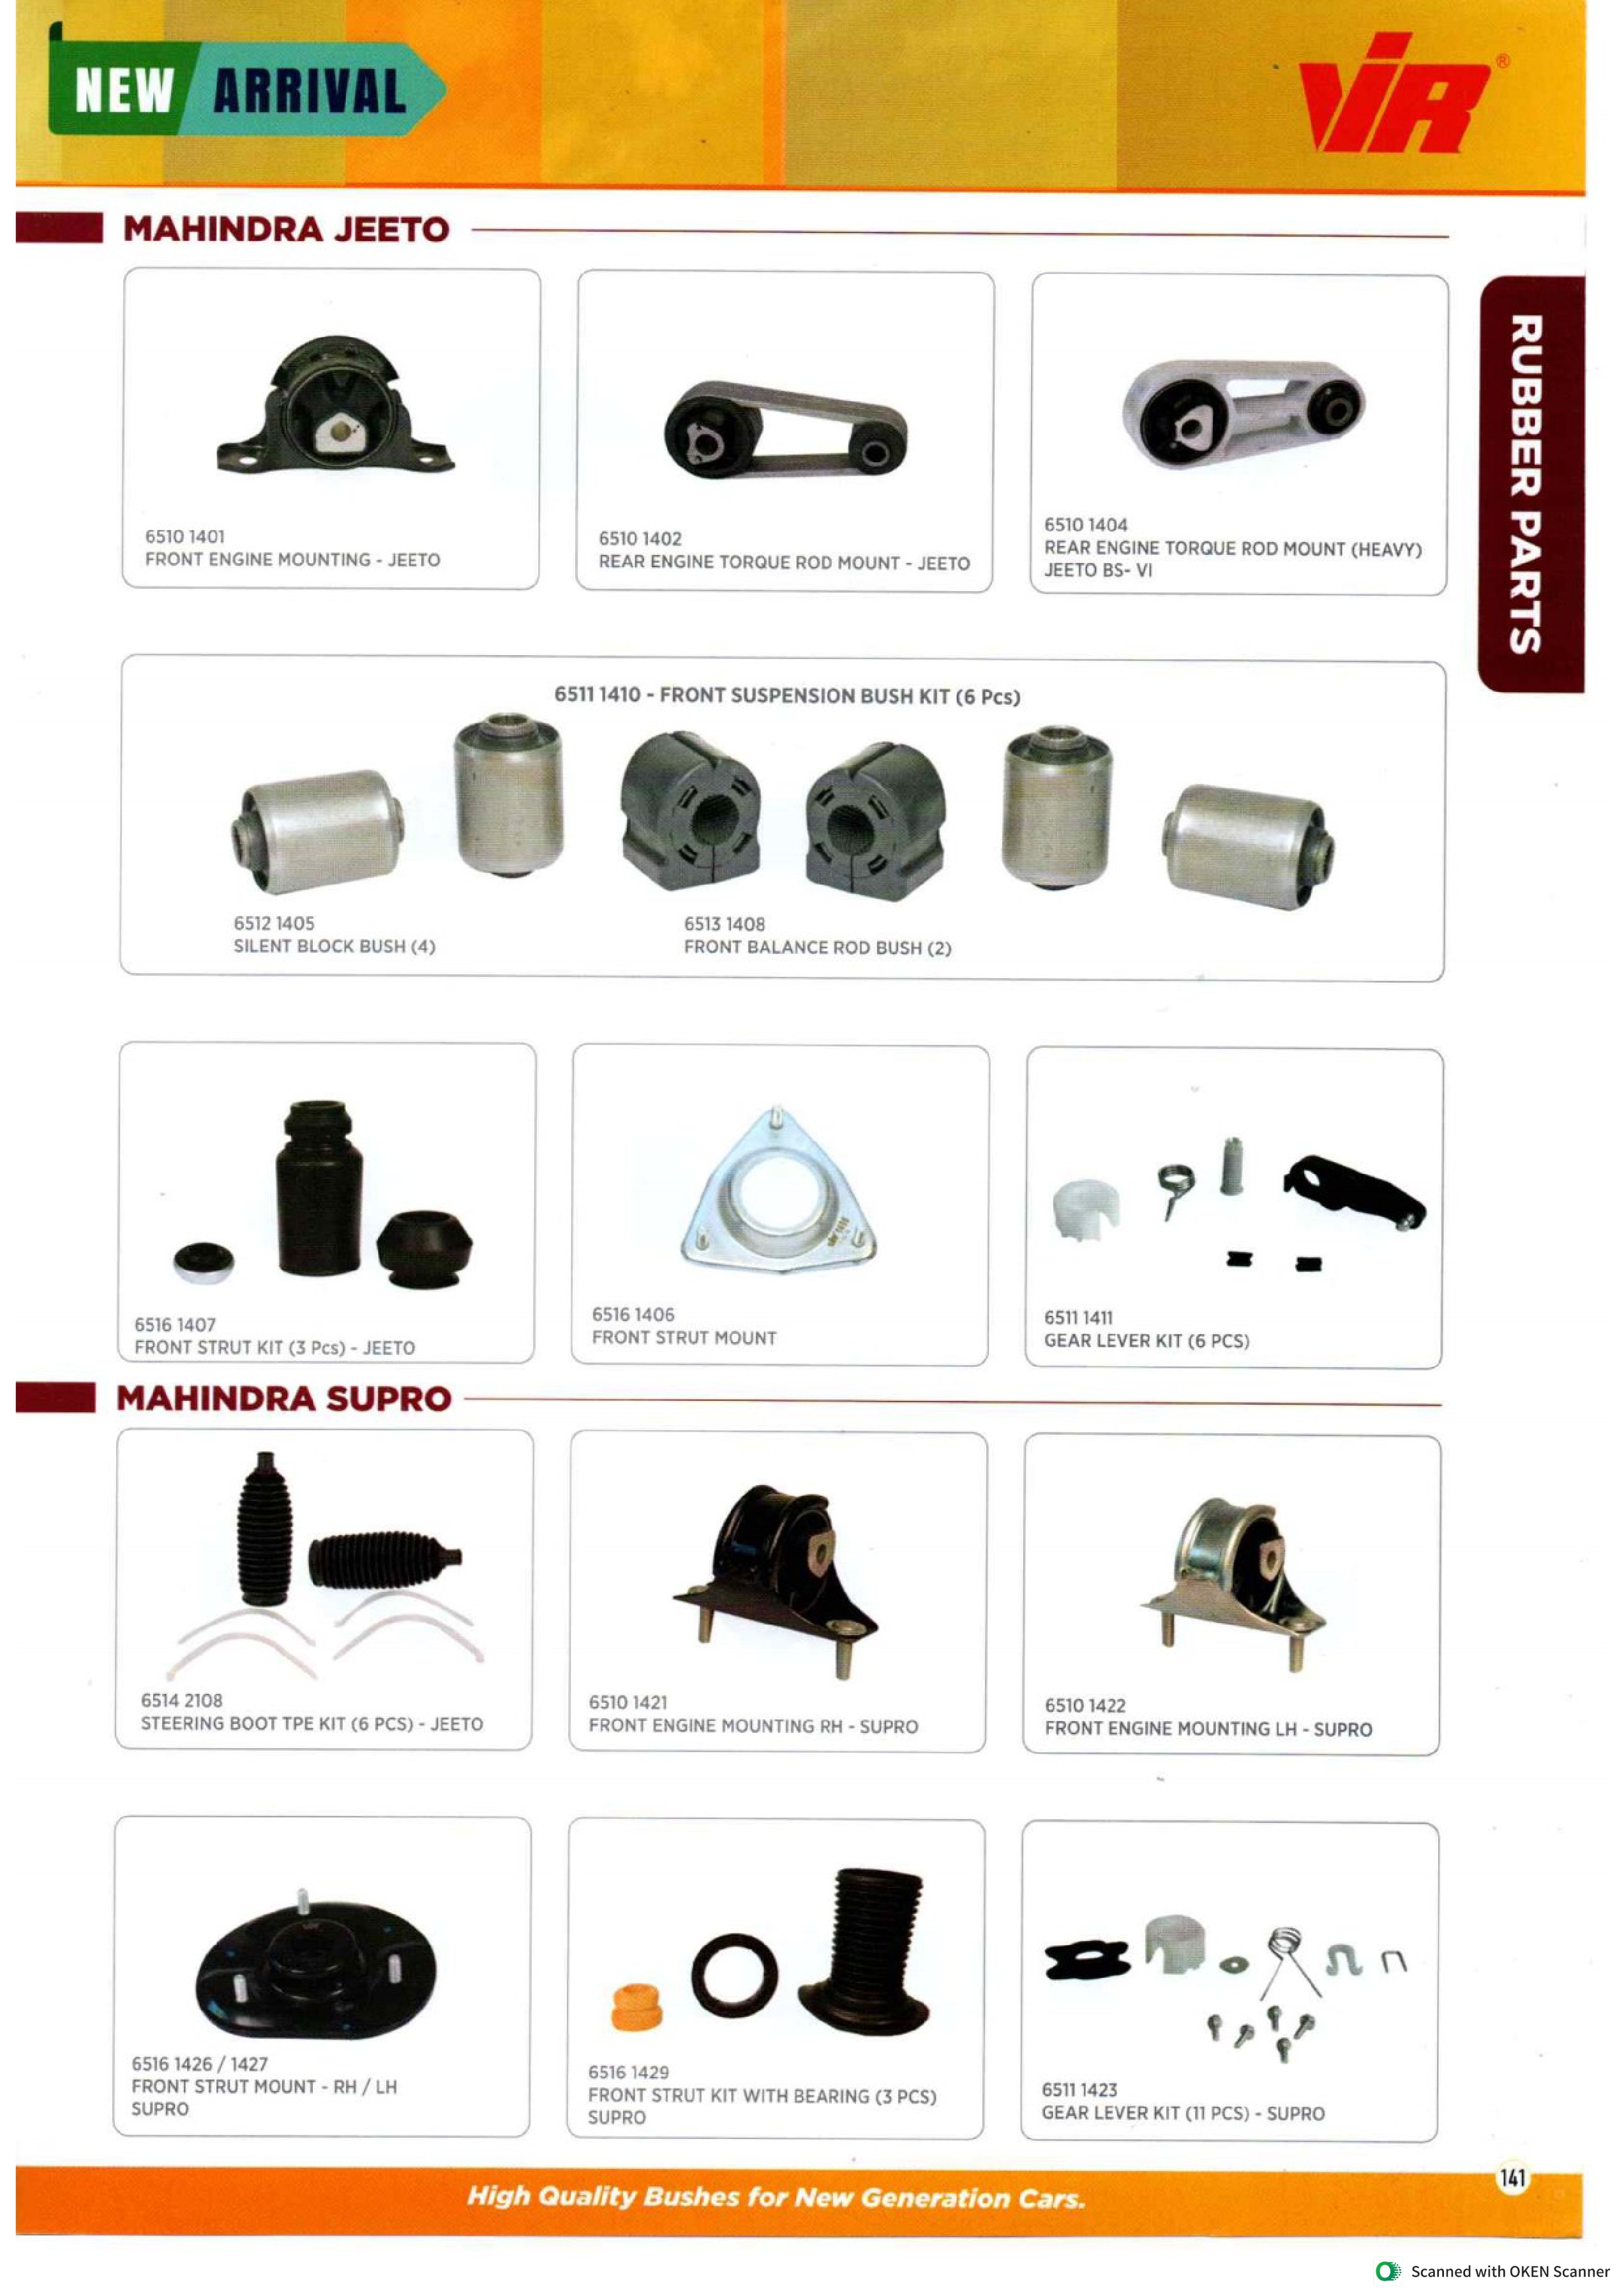 NEW ARRIVAL
ViR®
MAHINDRA JEETO
RUBBER PARTS
6510 1401
FRONT ENGINE MOUNTING - JEETO
6510 1402
REAR ENGINE TORQUE ROD MOUNT - JEETO
6510 1404
REAR ENGINE TORQUE ROD MOUNT (HEAVY)
JEETO BS- VI
6511 1410 - FRONT SUSPENSION BUSH KIT (6 Pcs)
6512 1405
SILENT BLOCK BUSH (4)
6513 1408
FRONT BALANCE ROD BUSH (2)
6516 1407
FRONT STRUT KIT (3 Pcs) - JEETO
6516 1406
FRONT STRUT MOUNT
6511 1411
GEAR LEVER KIT (6 PCS)
MAHINDRA SUPRO
6514 2108
STEERING BOOT TPE KIT (6 PCS) - JEETO
6510 1421
FRONT ENGINE MOUNTING RH - SUPRO
6510 1422
FRONT ENGINE MOUNTING LH - SUPRO
6516 1426 / 1427
FRONT STRUT MOUNT - RH / LH
SUPRO
6516 1429
FRONT STRUT KIT WITH BEARING (3 PCS)
SUPRO
6511 1423
GEAR LEVER KIT (11 PCS) - SUPRO
141
High Quality Bushes for New Generation Cars.
Scanned with OKEN Scanner